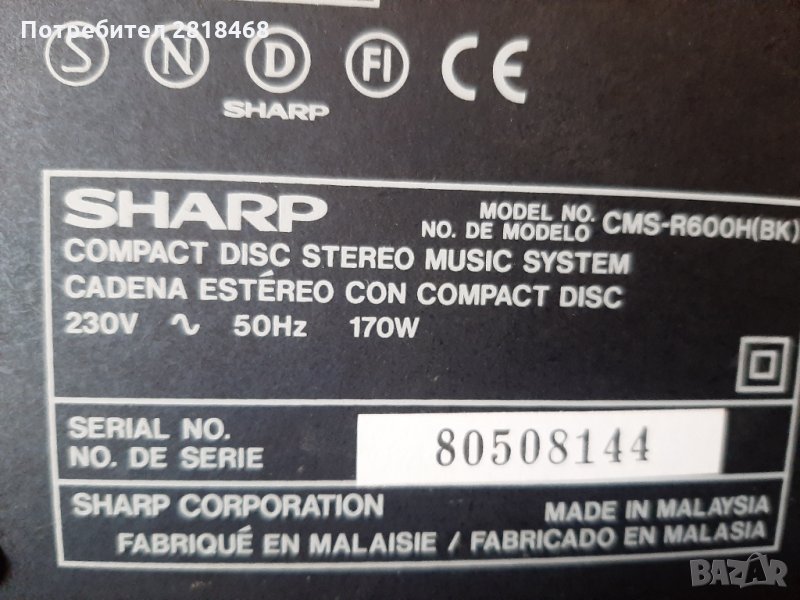 Потребител 2818468
S N D FI CE
SHARP
SHARP
MODEL NO. CMS-R600H(BK)
NO. DE MODELO
COMPACT DISC STEREO MUSIC SYSTEM
CADENA ESTÉREO CON COMPACT DISC
230V ∿ 50Hz 170W
SERIAL NO. 80508144
NO. DE SERIE
SHARP CORPORATION MADE IN MALAYSIA
FABRIQUÉ EN MALAISIE / FABRICADO EN MALASIA
BAZAR